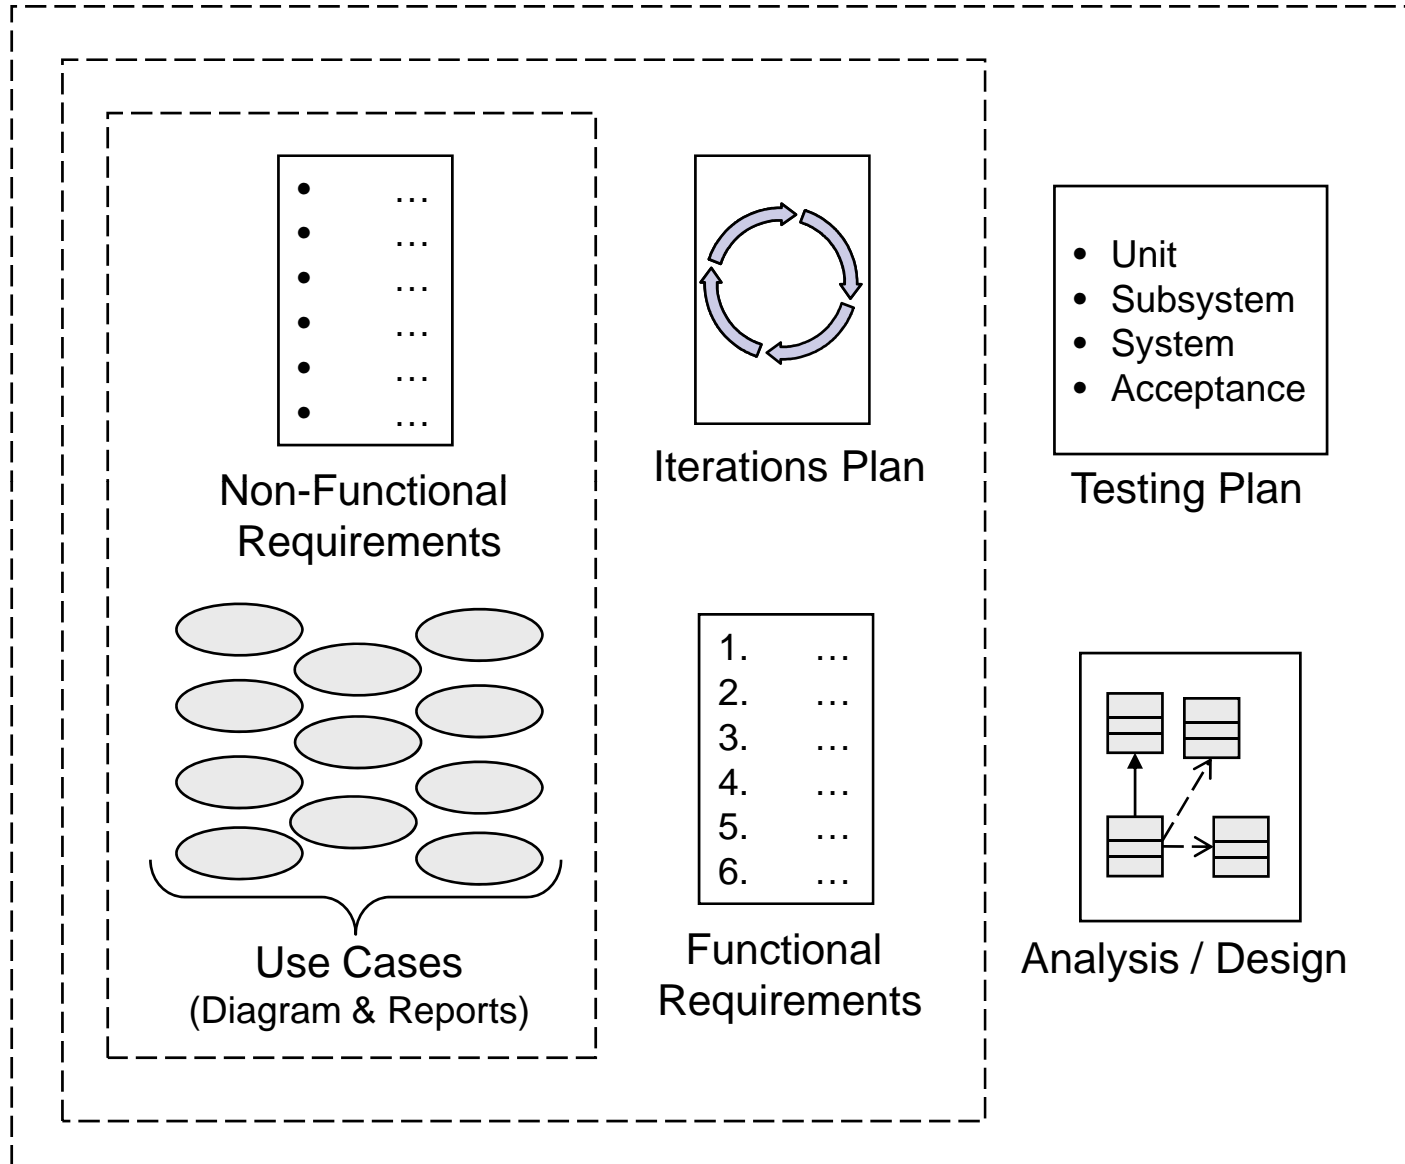 • …
• …
• …
• …
• …
• …
Non-Functional
Requirements
Iterations Plan
• Unit
• Subsystem
• System
• Acceptance
Testing Plan
Use Cases
(Diagram & Reports)
1. …
2. …
3. …
4. …
5. …
6. …
Functional
Requirements
Analysis / Design